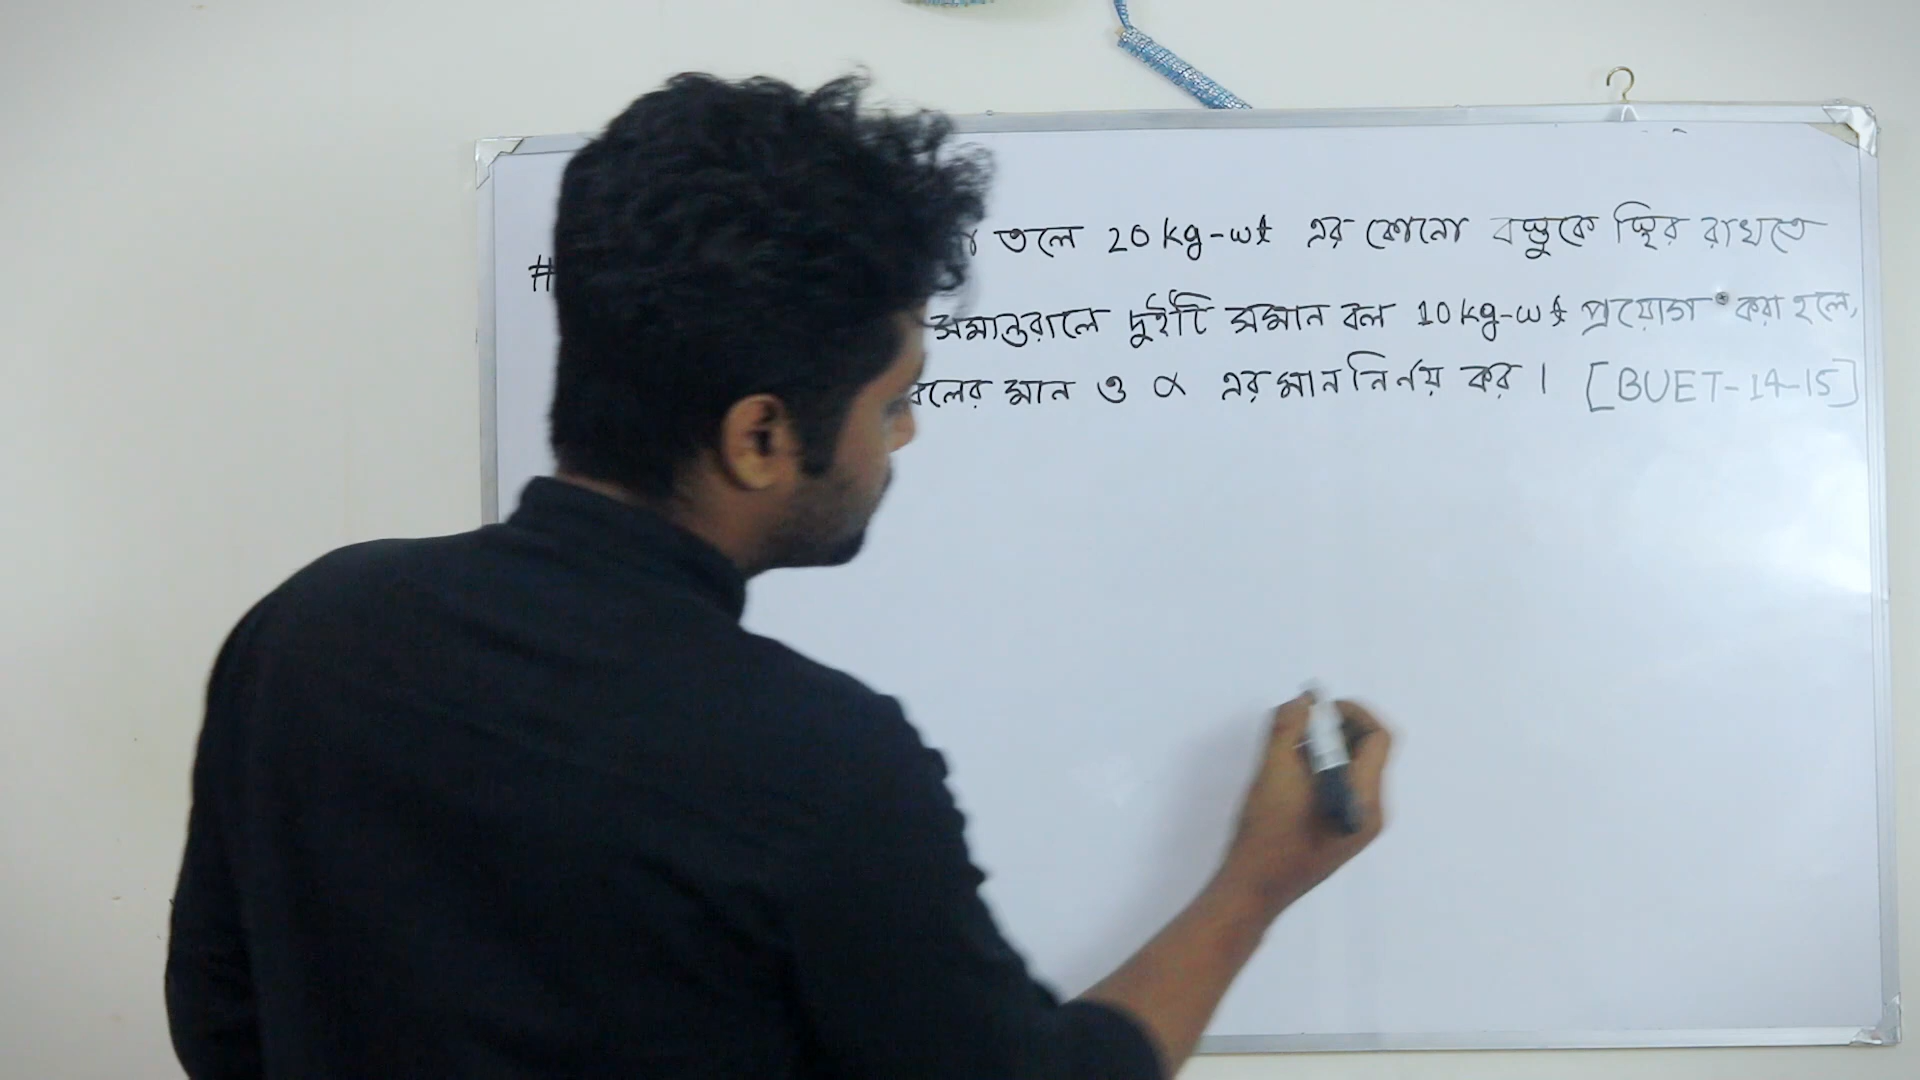 # তলে 20 kg-wt এর কোনো বস্তুকে স্থির রাখতে
সমান্তরালে দুইটি সমান বল 10 kg-wt প্রয়োগ করা হলে,
বলের মান ও α এর মান নির্ণয় কর । [BUET-14-15]